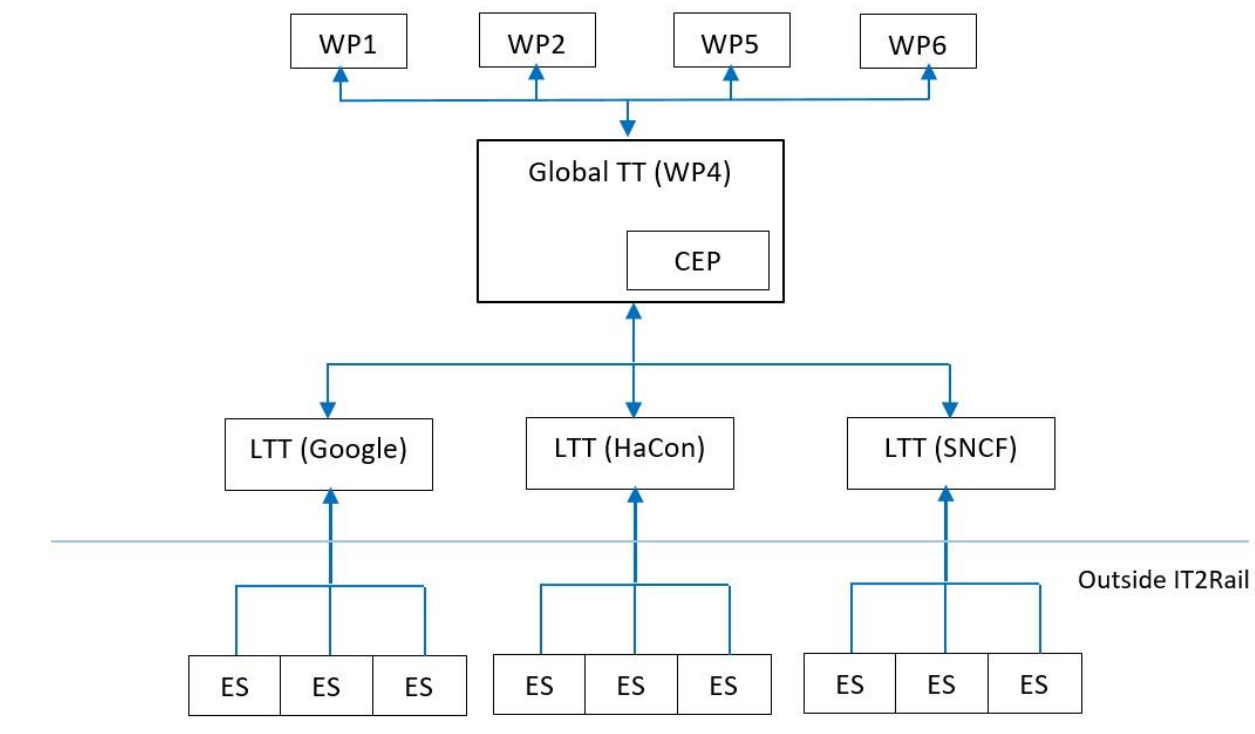 WP1
WP2
WP5
WP6
Global TT (WP4)
CEP
LTT (Google)
LTT (HaCon)
LTT (SNCF)
Outside IT2Rail
ES
ES
ES
ES
ES
ES
ES
ES
ES